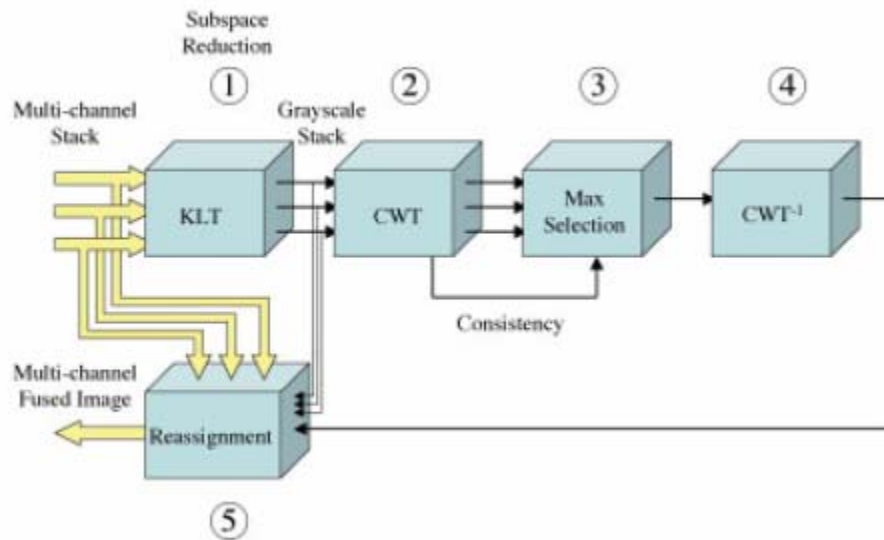 Subspace
Reduction
① ② ③ ④
Multi-channel
Stack
Grayscale
Stack
KLT
CWT
Max
Selection
CWT⁻¹
Consistency
Multi-channel
Fused Image
Reassignment
⑤